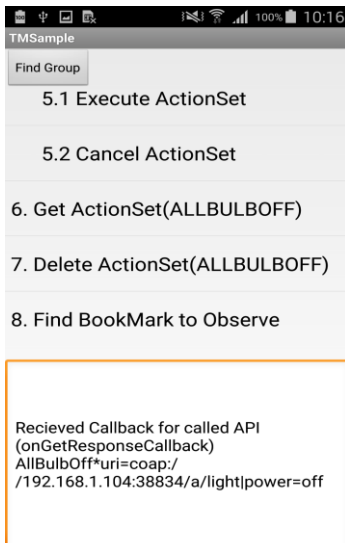 100% 10:16
TMSample
Find Group
5.1 Execute ActionSet
5.2 Cancel ActionSet
6. Get ActionSet(ALLBULBOFF)
7. Delete ActionSet(ALLBULBOFF)
8. Find BookMark to Observe
Recieved Callback for called API
(onGetResponseCallback)
AllBulbOff*uri=coap:/
/192.168.1.104:38834/a/light|power=off